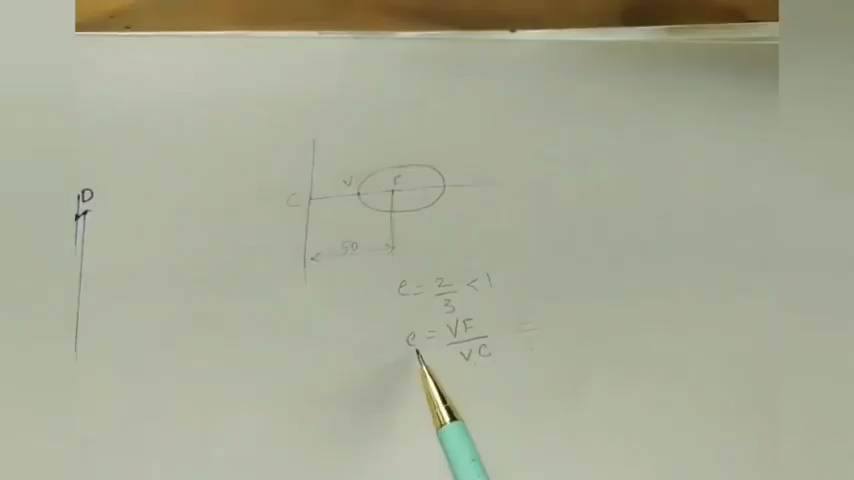 D
V F
C
50
e = 2/3 < 1
e = VF/VC =